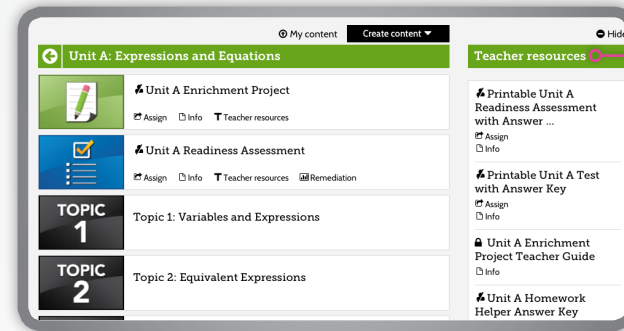 My content
Create content
Hide
Unit A: Expressions and Equations
Teacher resources
Unit A Enrichment Project
Assign Info T Teacher resources
Unit A Readiness Assessment
Assign Info T Teacher resources Remediation
TOPIC
1
Topic 1: Variables and Expressions
TOPIC
2
Topic 2: Equivalent Expressions
Printable Unit A
Readiness Assessment
with Answer ...
Assign
Info
Printable Unit A Test
with Answer Key
Assign
Info
Unit A Enrichment
Project Teacher Guide
Info
Unit A Homework
Helper Answer Key